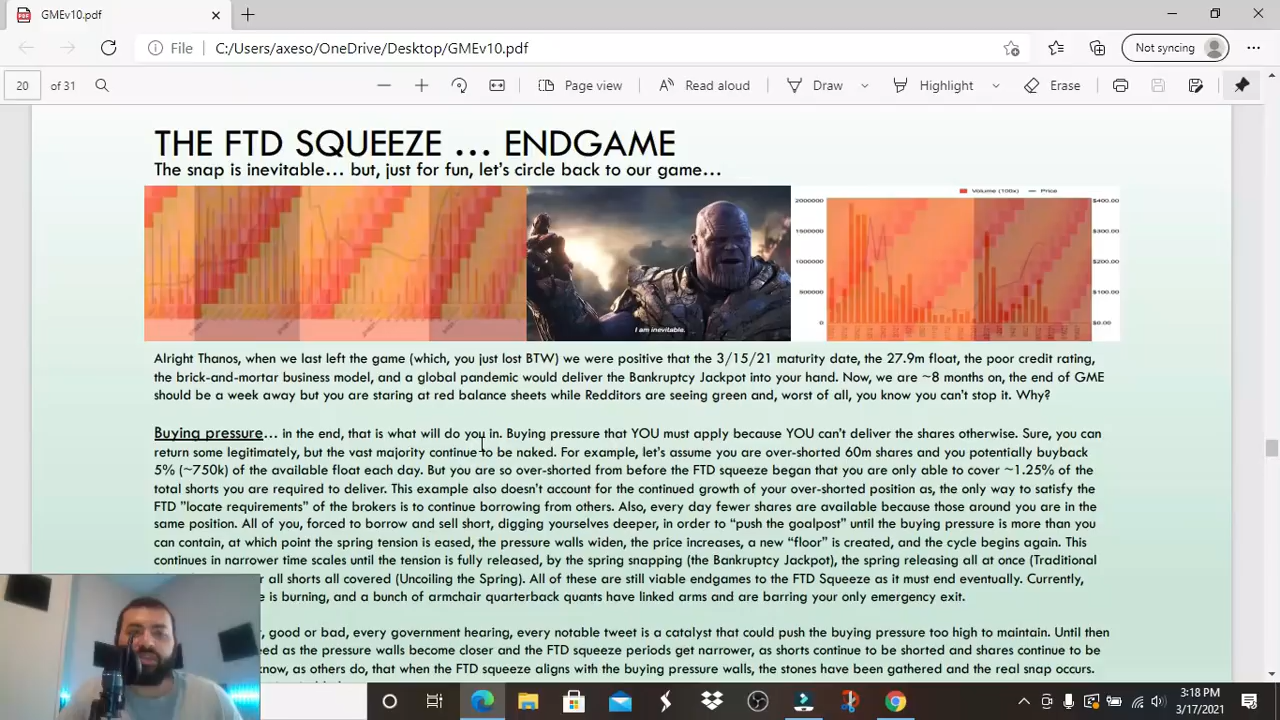 GMEv10.pdf
File
C:/Users/axeso/OneDrive/Desktop/GMEv10.pdf
Not syncing
20 of 31
Page view
Read aloud
Draw
Highlight
Erase
THE FTD SQUEEZE ... ENDGAME
The snap is inevitable... but, just for fun, let's circle back to our game...
Volume (100x) Price
2000000 $400.00
1500000 $300.00
1000000 $200.00
500000 $100.00
0 $0.00
I am inevitable.
Alright Thanos, when we last left the game (which, you just lost BTW) we were positive that the 3/15/21 maturity date, the 27.9m float, the poor credit rating,
the brick-and-mortar business model, and a global pandemic would deliver the Bankruptcy Jackpot into your hand. Now, we are ~8 months on, the end of GME
should be a week away but you are staring at red balance sheets while Redditors are seeing green and, worst of all, you know you can't stop it. Why?
Buying pressure... in the end, that is what will do you in. Buying pressure that YOU must apply because YOU can't deliver the shares otherwise. Sure, you can
return some legitimately, but the vast majority continue to be naked. For example, let's assume you are over-shorted 60m shares and you potentially buyback
5% (~750k) of the available float each day. But you are so over-shorted from before the FTD squeeze began that you are only able to cover ~1.25% of the
total shorts you are required to deliver. This example also doesn't account for the continued growth of your over-shorted position as, the only way to satisfy the
FTD "locate requirements" of the brokers is to continue borrowing from others. Also, every day fewer shares are available because those around you are in the
same position. All of you, forced to borrow and sell short, digging yourselves deeper, in order to "push the goalpost" until the buying pressure is more than you
can contain, at which point the spring tension is eased, the pressure walls widen, the price increases, a new "floor" is created, and the cycle begins again. This
continues in narrower time scales until the tension is fully released, by the spring snapping (the Bankruptcy Jackpot), the spring releasing all at once (Traditional
all shorts all covered (Uncoiling the Spring). All of these are still viable endgames to the FTD Squeeze as it must end eventually. Currently,
is burning, and a bunch of armchair quarterback quants have linked arms and are barring your only emergency exit.
good or bad, every government hearing, every notable tweet is a catalyst that could push the buying pressure too high to maintain. Until then
as the pressure walls become closer and the FTD squeeze periods get narrower, as shorts continue to be shorted and shares continue to be
know, as others do, that when the FTD squeeze aligns with the buying pressure walls, the stones have been gathered and the real snap occurs.
3:18 PM
3/17/2021